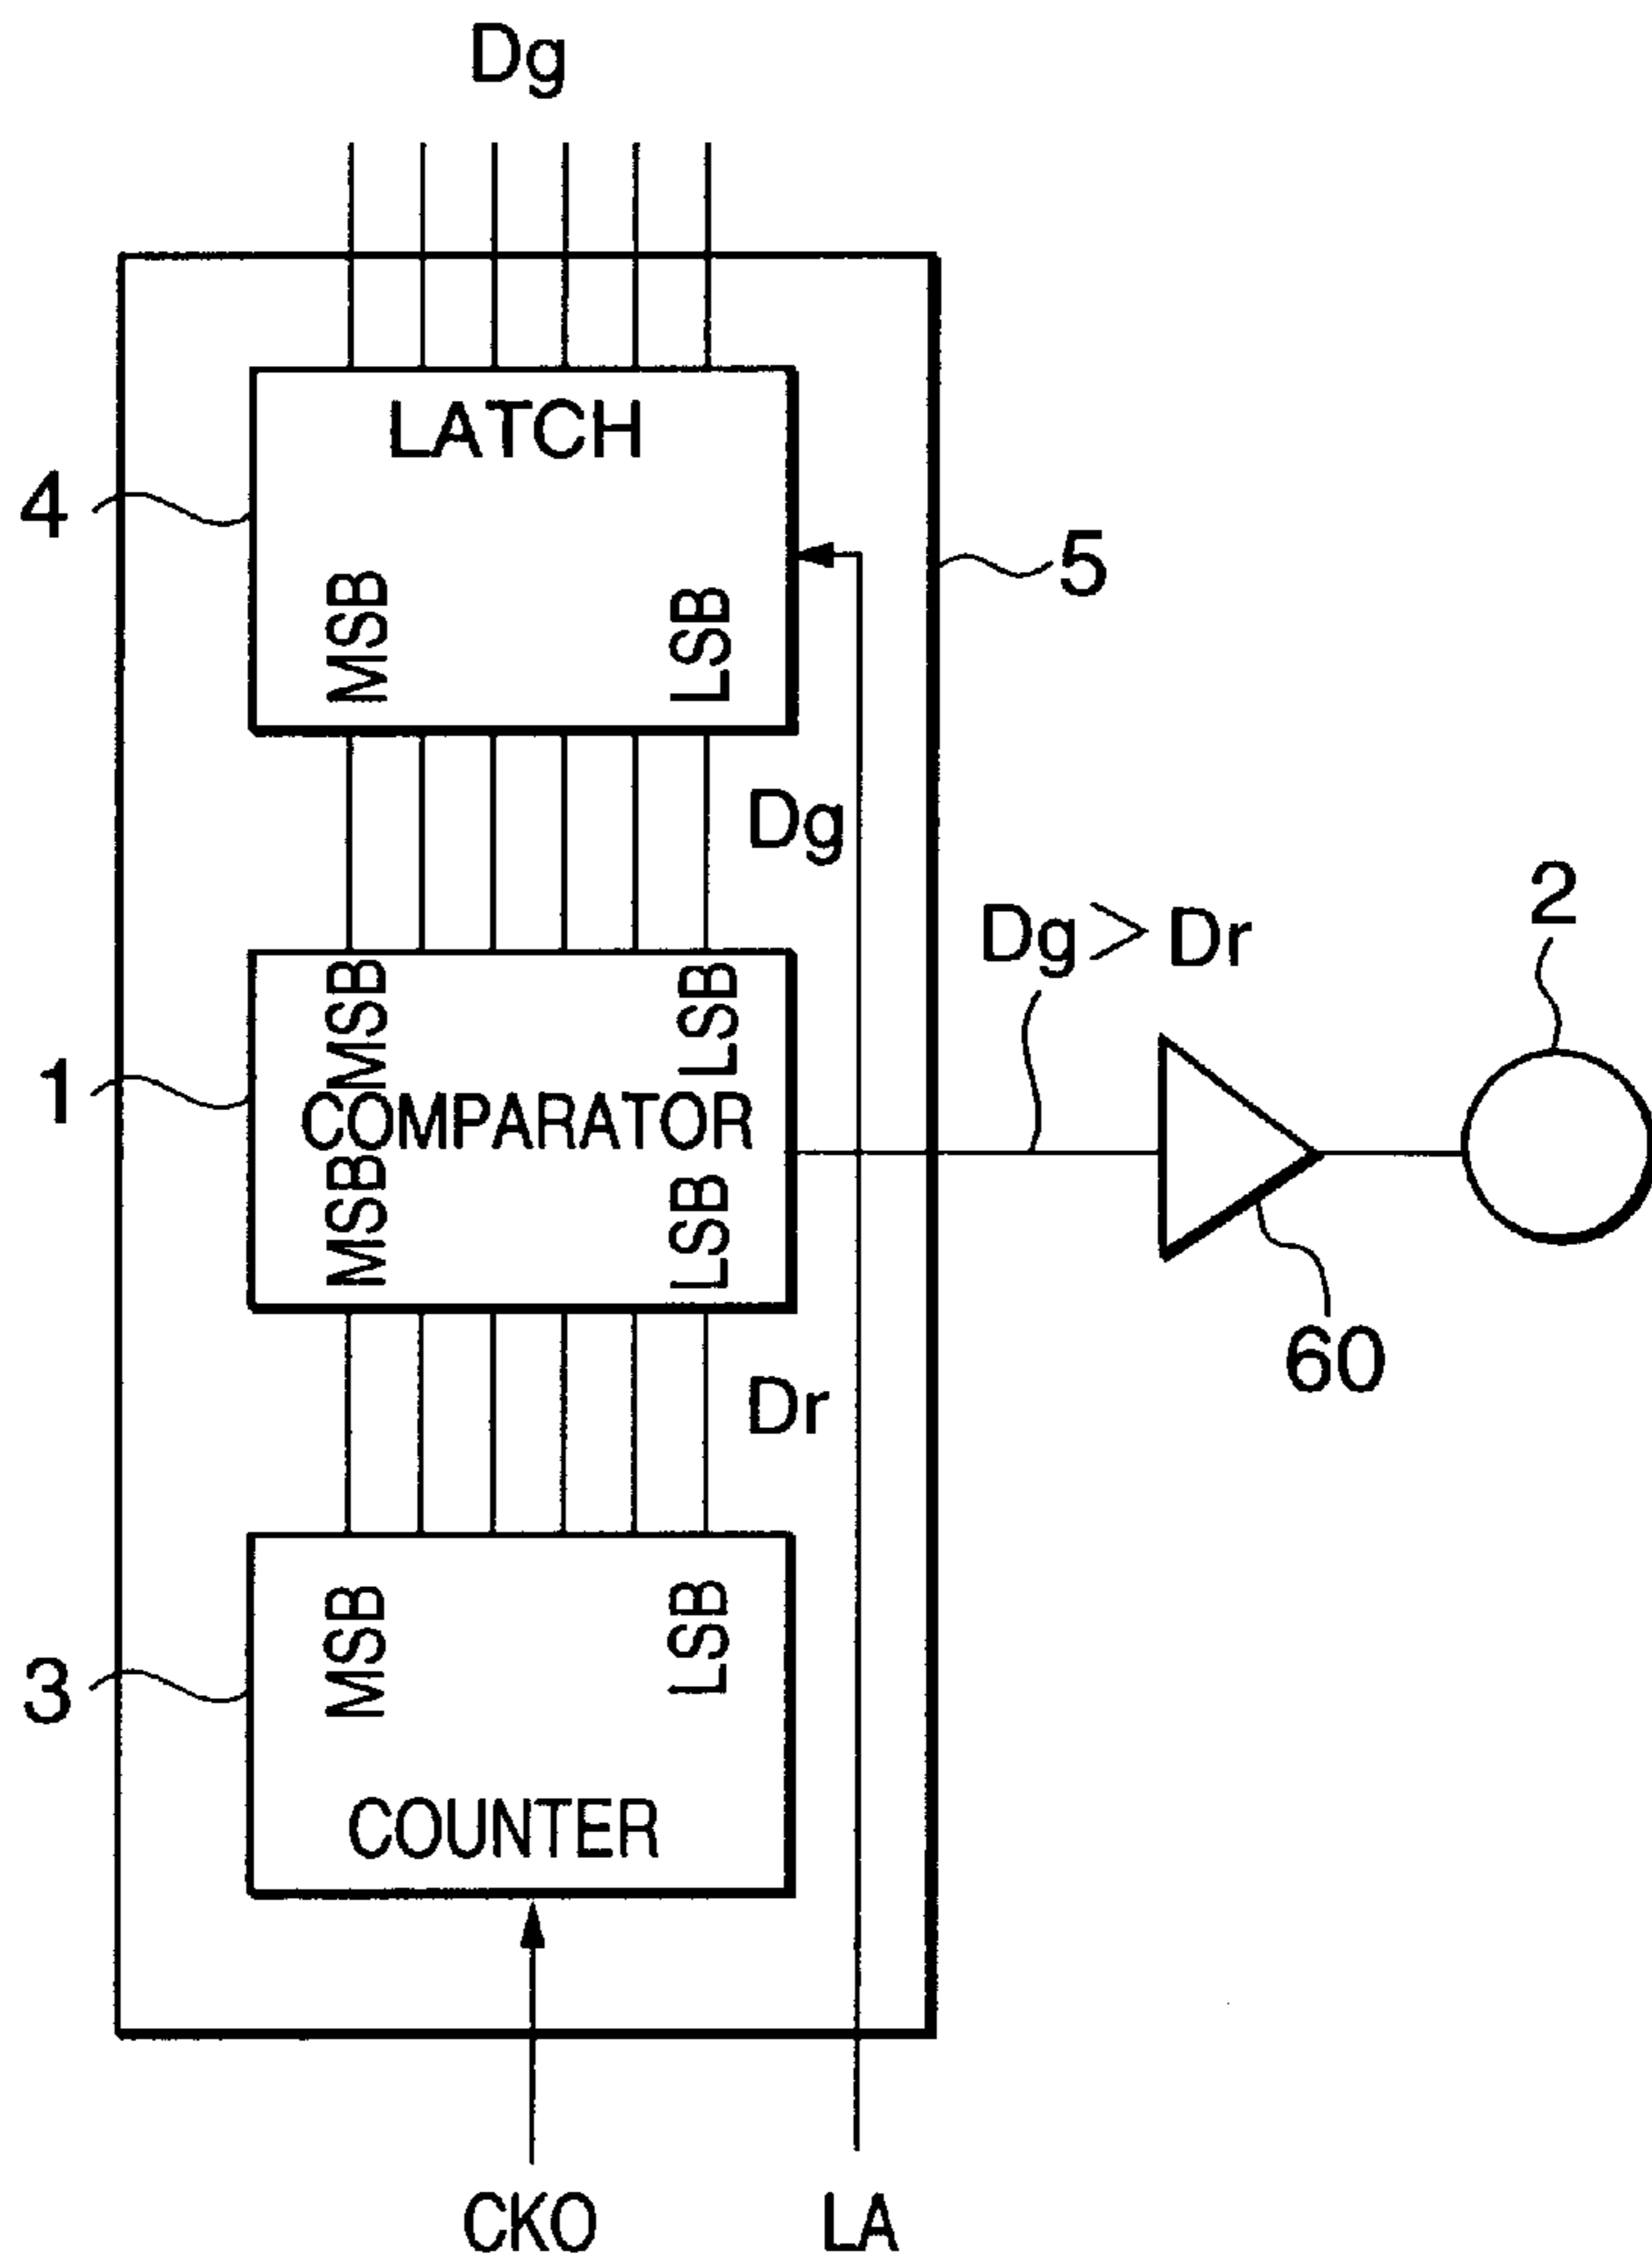 Dg
LATCH
4
MSB
LSB
5
Dg
Dg > Dr
2
MSB
LSB
1
COMPARATOR
MSB
LSB
60
Dr
MSB
LSB
3
COUNTER
CKO
LA